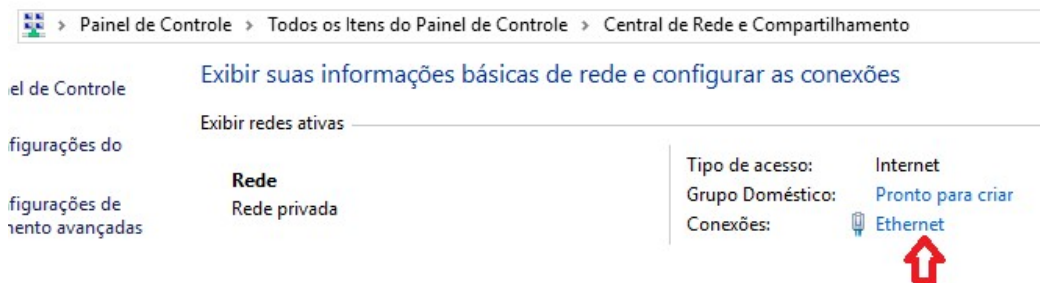 Painel de Controle > Todos os Itens do Painel de Controle > Central de Rede e Compartilhamento
el de Controle
figurações do
figurações de
ento avançadas
Exibir suas informações básicas de rede e configurar as conexões
Exibir redes ativas
Rede
Rede privada
Tipo de acesso: Internet
Grupo Doméstico: Pronto para criar
Conexões: Ethernet